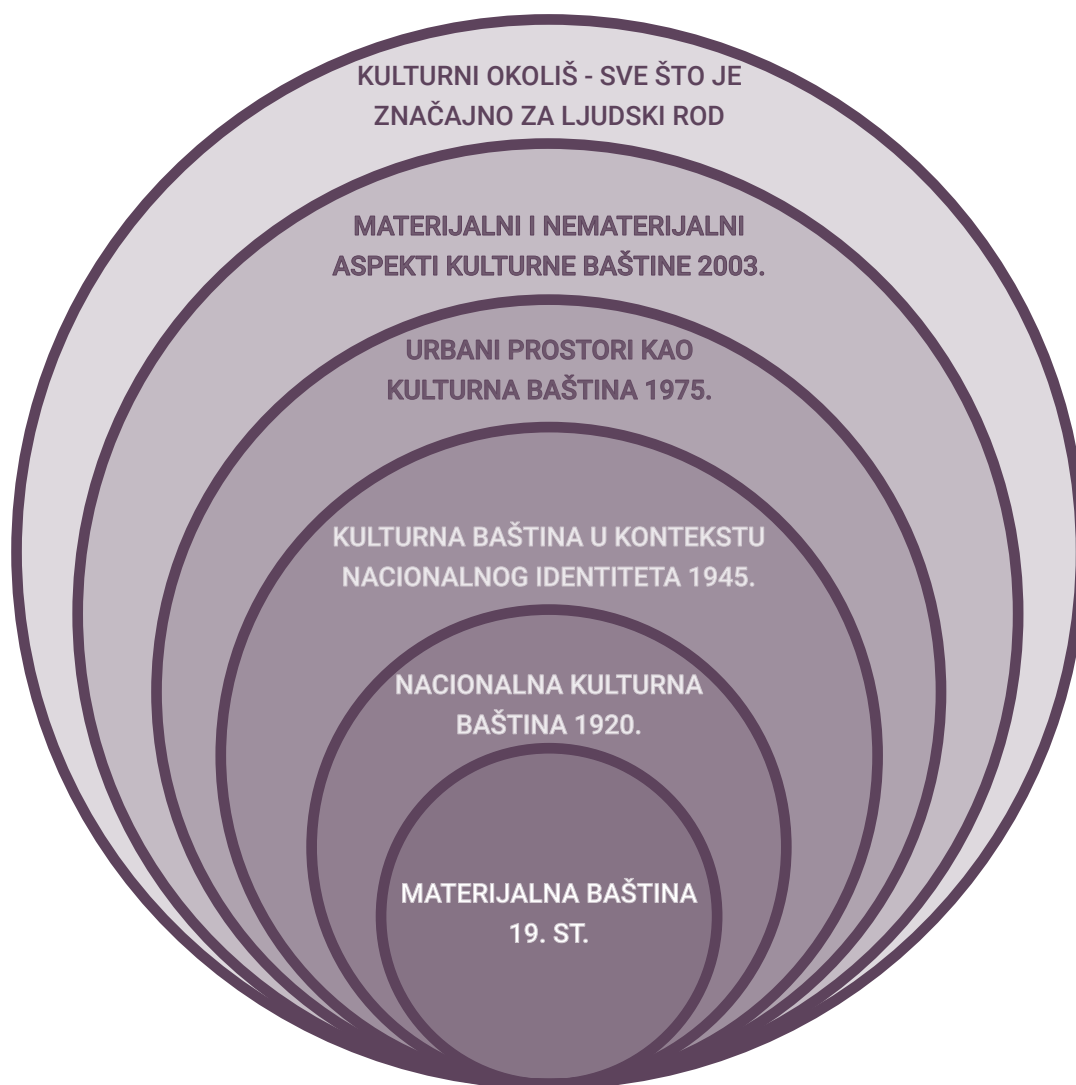 KULTURNI OKOLIŠ - SVE ŠTO JE
ZNAČAJNO ZA LJUDSKI ROD
MATERIJALNI I NEMATERIJALNI
ASPEKTI KULTURNE BAŠTINE 2003.
URBANI PROSTORI KAO
KULTURNA BAŠTINA 1975.
KULTURNA BAŠTINA U KONTEKSTU
NACIONALNOG IDENTITETA 1945.
NACIONALNA KULTURNA
BAŠTINA 1920.
MATERIJALNA BAŠTINA
19. ST.